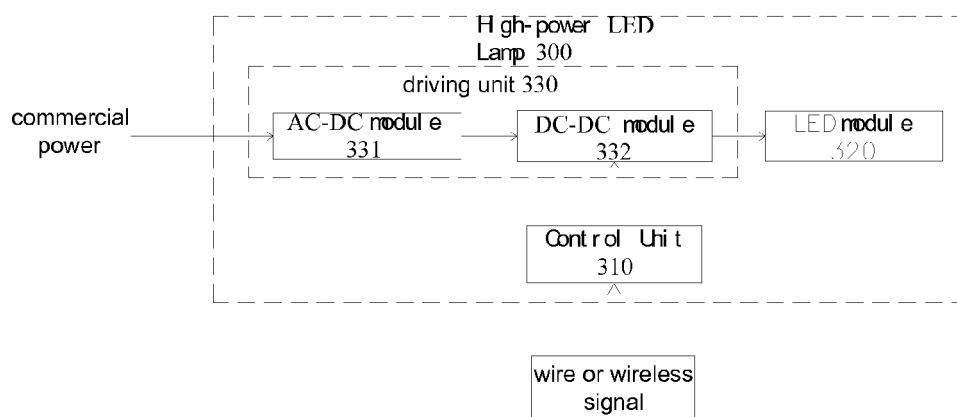 High-power LED
Lamp 300
driving unit 330
commercial
power
AC-DC module
331
DC-DC module
332
LED module
320
Control Unit
310
wire or wireless
signal